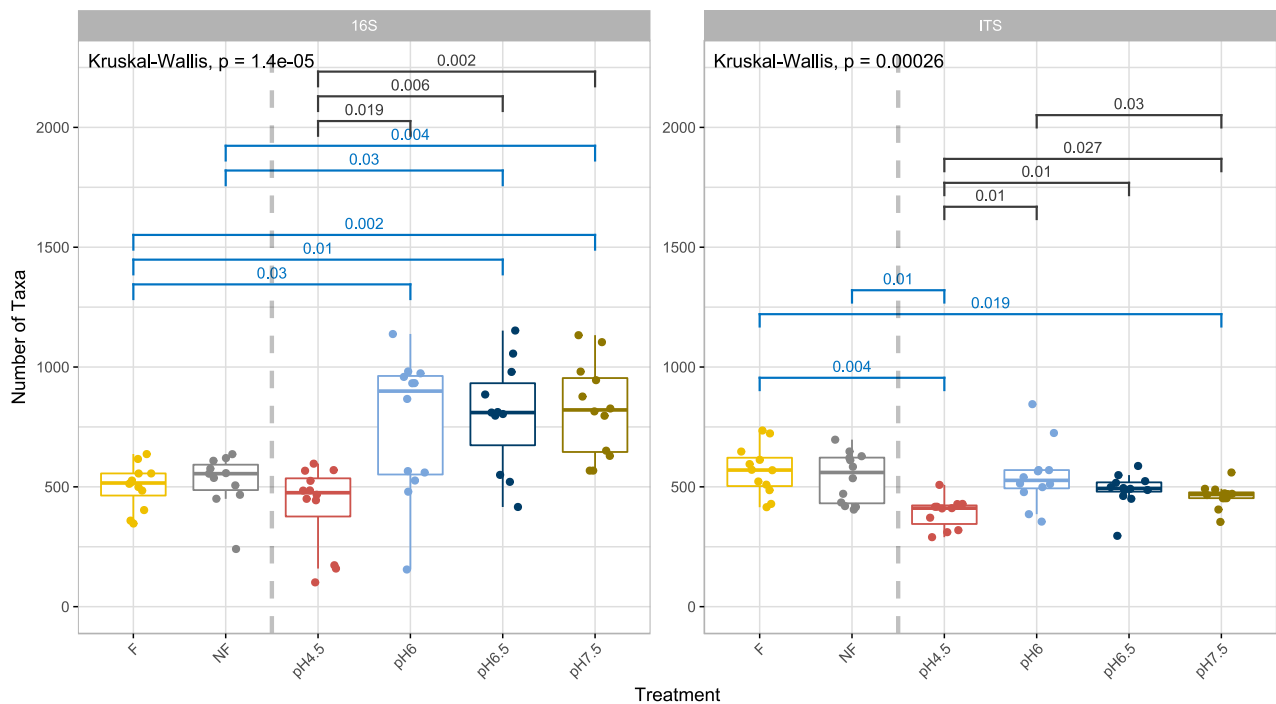 16S
ITS
Kruskal-Wallis, p = 1.4e-05
Kruskal-Wallis, p = 0.00026
0.002
0.006
0.019
0.004
0.03
0.002
0.01
0.03
0.03
0.027
0.01
0.01
0.01
0.019
0.004
Number of Taxa
2000
1500
1000
500
0
2000
1500
1000
500
0
F
NF
pH4.5
pH6
pH6.5
pH7.5
F
NF
pH4.5
pH6
pH6.5
pH7.5
Treatment